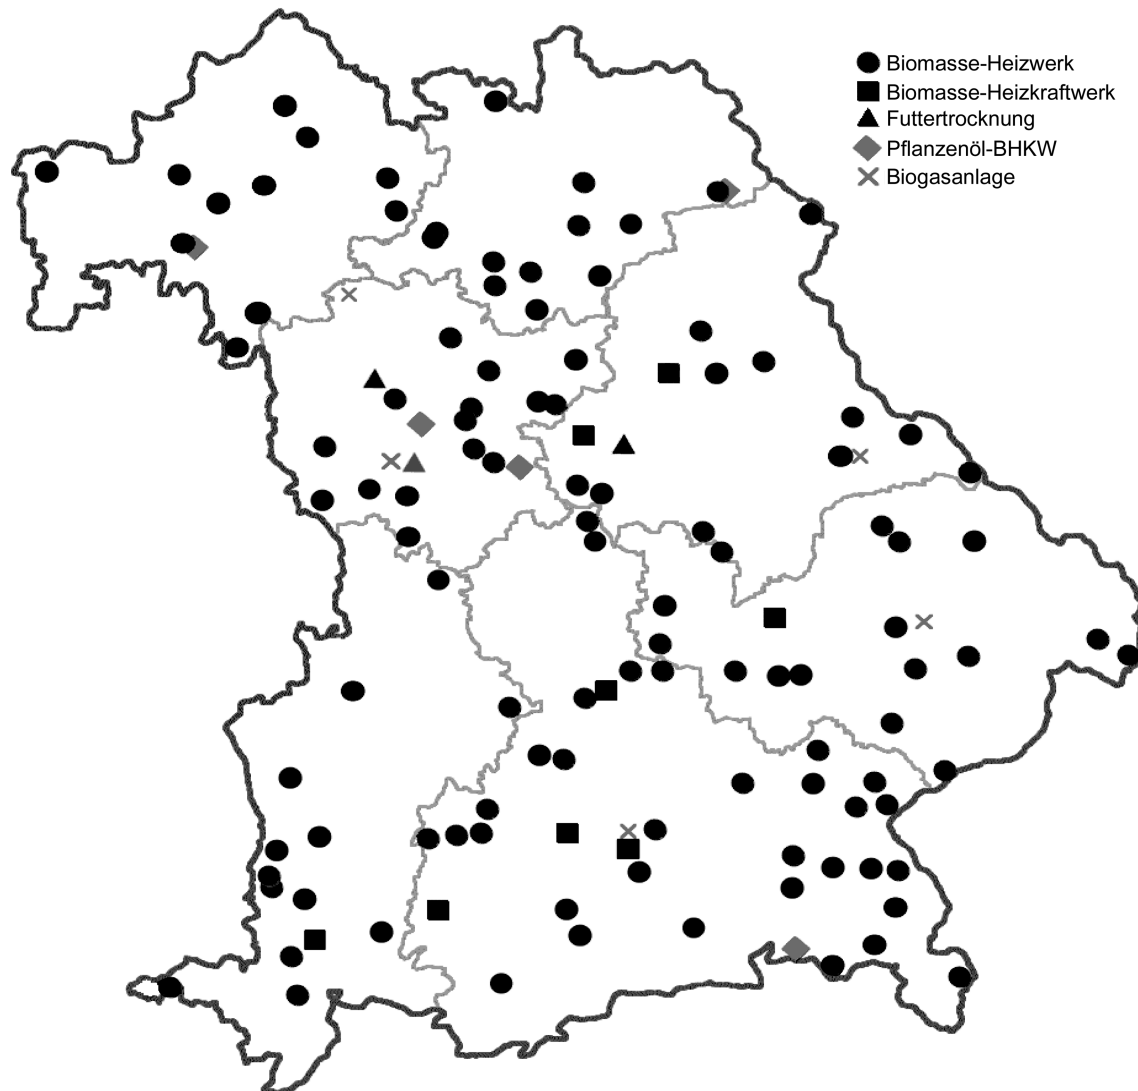 Biomasse-Heizwerk
Biomasse-Heizkraftwerk
Futtertrocknung
Pflanzenöl-BHKW
Biogasanlage